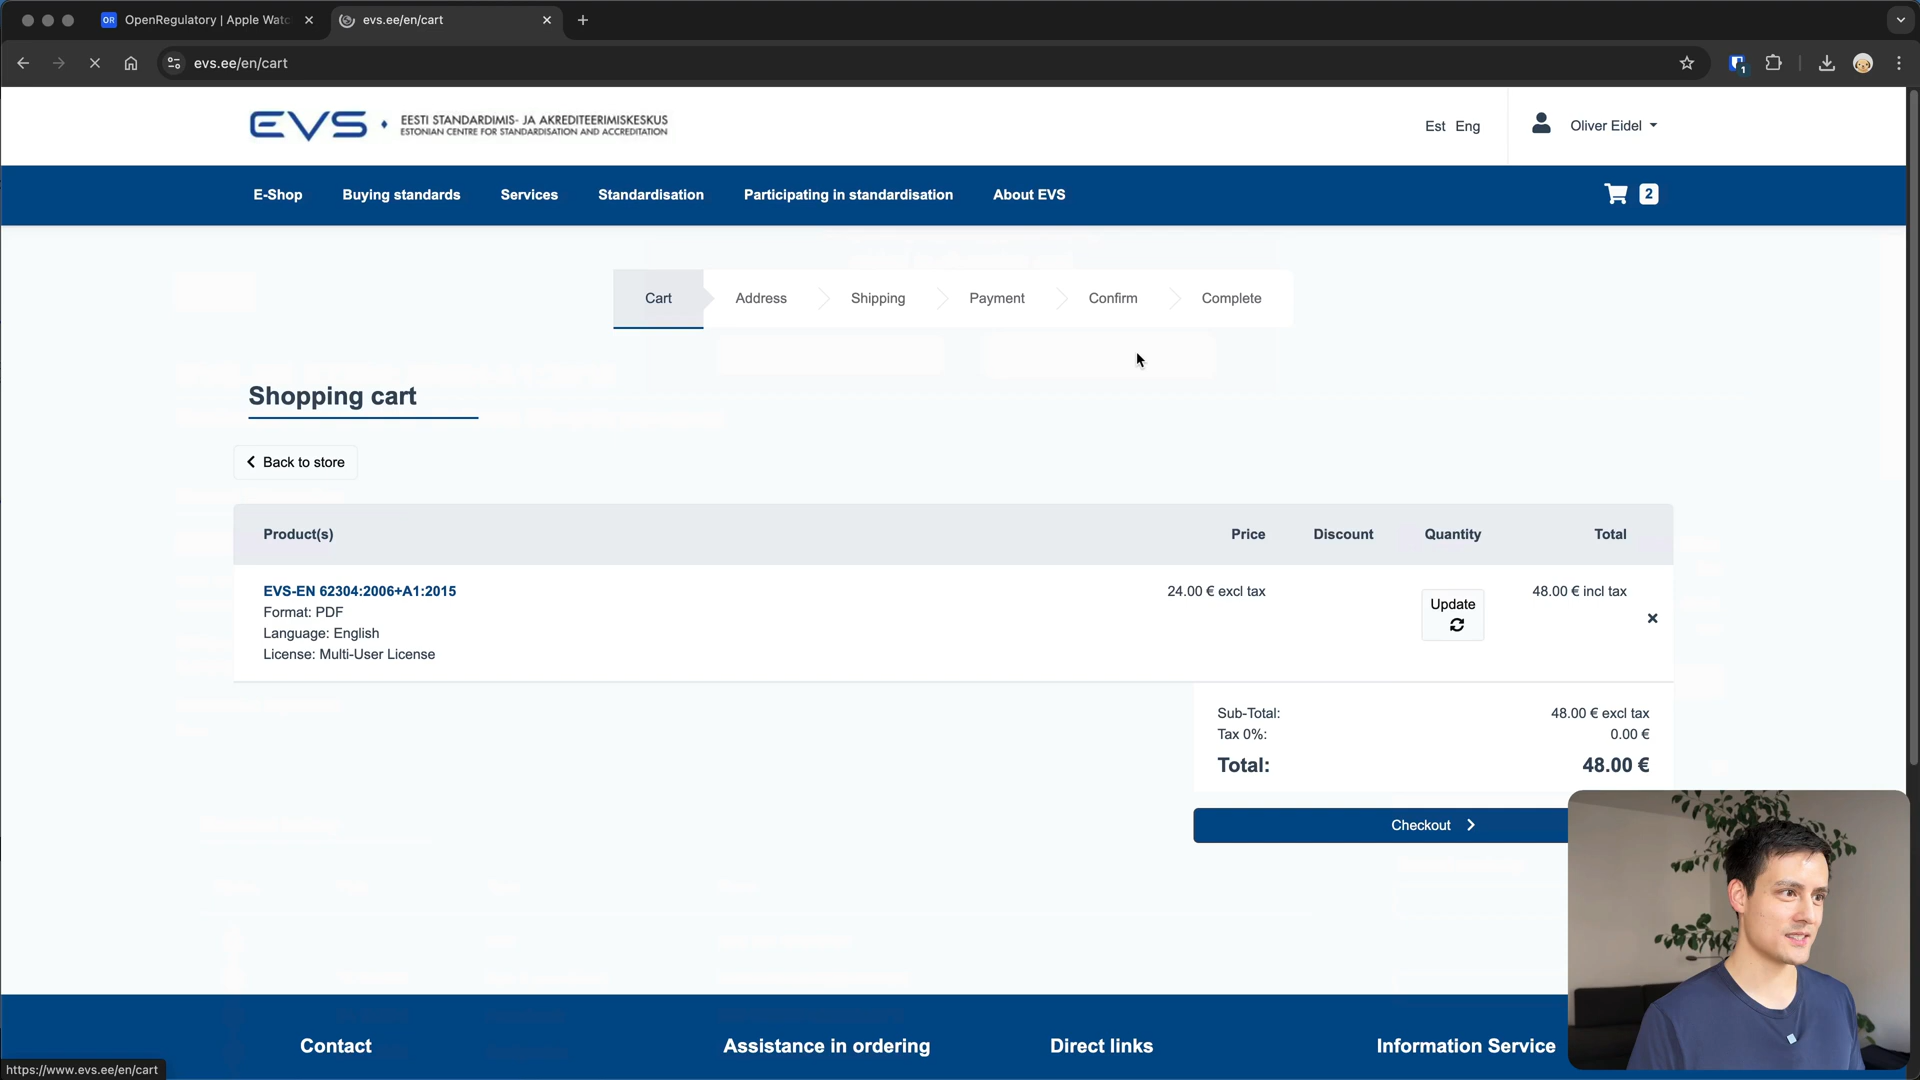 OR OpenRegulatory | Apple Watc
evs.ee/en/cart
evs.ee/en/cart
1
EVS
EESTI STANDARDIMIS- JA AKREDITEERIMISKESKUS
ESTONIAN CENTRE FOR STANDARDISATION AND ACCREDITATION
Est Eng
Oliver Eidel
E-Shop
Buying standards
Services
Standardisation
Participating in standardisation
About EVS
2
Cart
Address
Shipping
Payment
Confirm
Complete
Shopping cart
Back to store
Product(s)
Price
Discount
Quantity
Total
EVS-EN 62304:2006+A1:2015
Format: PDF
Language: English
License: Multi-User License
24.00 € excl tax
Update
48.00 € incl tax
Sub-Total: 48.00 € excl tax
Tax 0%: 0.00 €
Total: 48.00 €
Checkout
Contact
Assistance in ordering
Direct links
Information Service
https://www.evs.ee/en/cart